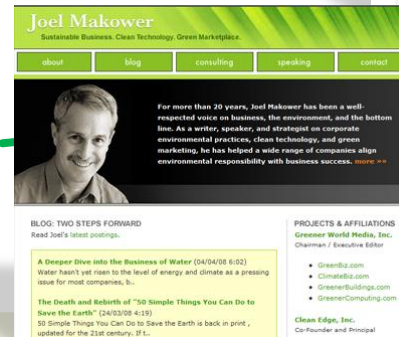 Joel Makower
Sustainable Business. Clean Technology. Green Marketplace.
about blog consulting speaking contact
For more than 20 years, Joel Makower has been a well-
respected voice on business, the environment, and the bottom
line. As a writer, speaker, and strategist on corporate
environmental practices, clean technology, and green
marketing, he has helped a wide range of companies align
environmental responsibility with business success. more »»
BLOG: TWO STEPS FORWARD
Read Joel's latest postings.
A Deeper Dive into the Business of Water (04/04/08 6:02)
Water hasn't yet risen to the level of energy and climate as a pressing
issue for most companies, b..
The Death and Rebirth of "50 Simple Things You Can Do to
Save the Earth" (24/03/08 4:19)
50 Simple Things You Can Do to Save the Earth is back in print ,
updated for the 21st century. If t..
PROJECTS & AFFILIATIONS
Greener World Media, Inc.
Chairman / Executive Editor
GreenBiz.com
ClimateBiz.com
GreenerBuildings.com
GreenerComputing.com
Clean Edge, Inc.
Co-Founder and Principal